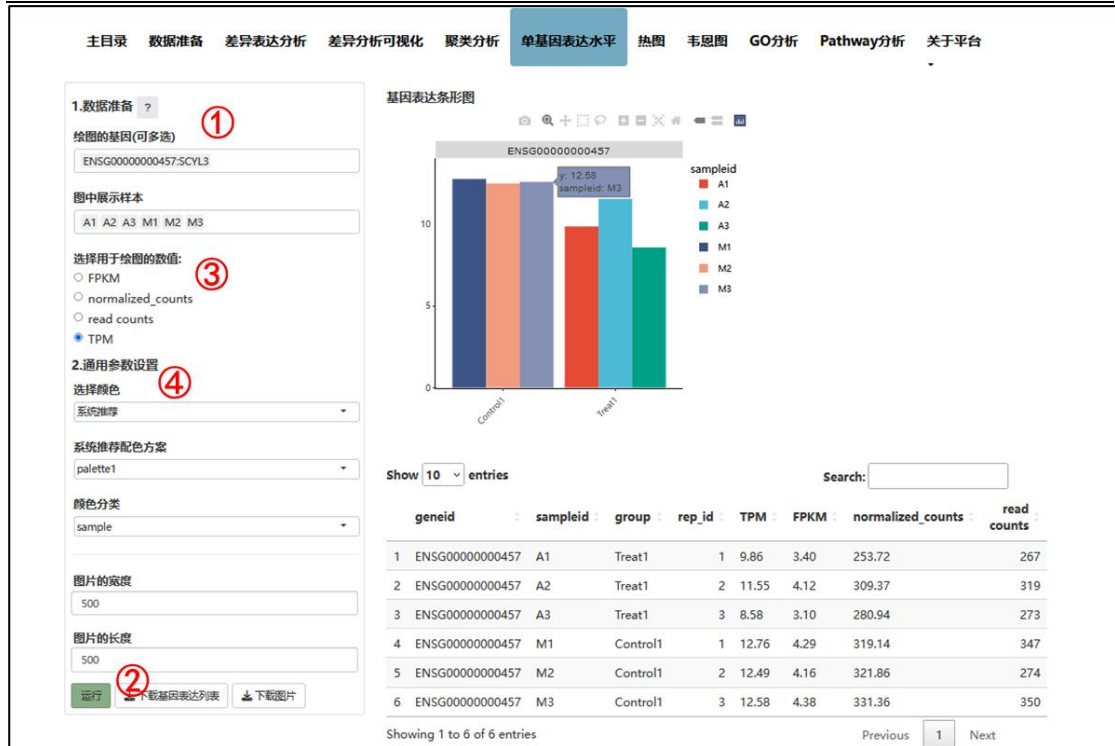 主目录 数据准备 差异表达分析 差异分析可视化 聚类分析 单基因表达水平 热图 韦恩图 GO分析 Pathway分析 关于平台
1.数据准备 ?
①
绘图的基因(可多选)
ENSG00000000457:SCYL3
图中展示样本
A1 A2 A3 M1 M2 M3
选择用于绘图的数值:
③
FPKM
normalized_counts
read counts
TPM
2.通用参数设置
④
选择颜色
系统推荐
系统推荐配色方案
palette1
颜色分类
sample
图片的宽度
500
图片的长度
500
②
运行 下载基因表达列表 下载图片
基因表达条形图
ENSG00000000457
y: 12.58
sampleid: M3
10
5
0
Control1 Treat1
sampleid
A1
A2
A3
M1
M2
M3
Show 10 entries Search:
geneid sampleid group rep_id TPM FPKM normalized_counts read counts
1 ENSG00000000457 A1 Treat1 1 9.86 3.40 253.72 267
2 ENSG00000000457 A2 Treat1 2 11.55 4.12 309.37 319
3 ENSG00000000457 A3 Treat1 3 8.58 3.10 280.94 273
4 ENSG00000000457 M1 Control1 1 12.76 4.29 319.14 347
5 ENSG00000000457 M2 Control1 2 12.49 4.16 321.86 274
6 ENSG00000000457 M3 Control1 3 12.58 4.38 331.36 350
Showing 1 to 6 of 6 entries Previous 1 Next